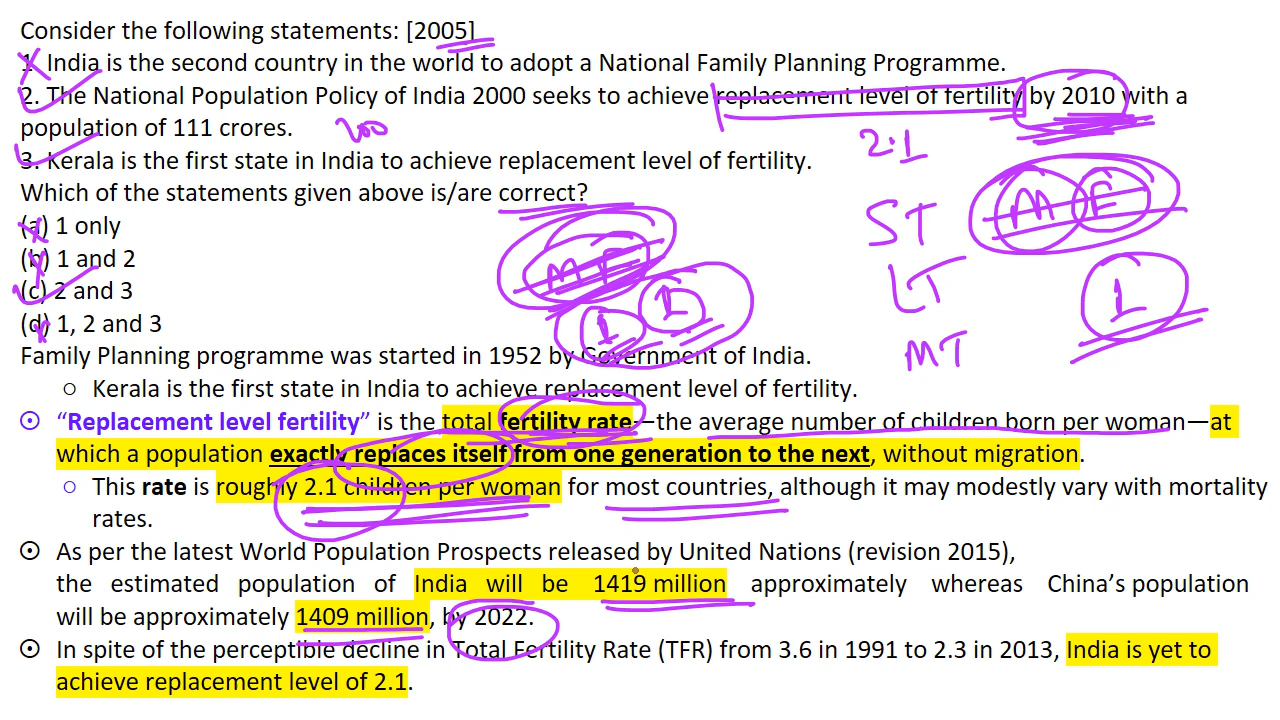 Consider the following statements: [2005]
1. India is the second country in the world to adopt a National Family Planning Programme.
2. The National Population Policy of India 2000 seeks to achieve replacement level of fertility by 2010 with a
population of 111 crores.
200
2.1
3. Kerala is the first state in India to achieve replacement level of fertility.
Which of the statements given above is/are correct?
ST M F
(a) 1 only
(b) 1 and 2
M F
LT 1
(c) 2 and 3
1
(d) 1, 2 and 3
MT
Family Planning programme was started in 1952 by Government of India.
○ Kerala is the first state in India to achieve replacement level of fertility.
⊙ “Replacement level fertility” is the total fertility rate—the average number of children born per woman—at
which a population exactly replaces itself from one generation to the next, without migration.
○ This rate is roughly 2.1 children per woman for most countries, although it may modestly vary with mortality
rates.
⊙ As per the latest World Population Prospects released by United Nations (revision 2015),
the estimated population of India will be 1419 million approximately whereas China’s population
will be approximately 1409 million, by 2022.
⊙ In spite of the perceptible decline in Total Fertility Rate (TFR) from 3.6 in 1991 to 2.3 in 2013, India is yet to
achieve replacement level of 2.1.